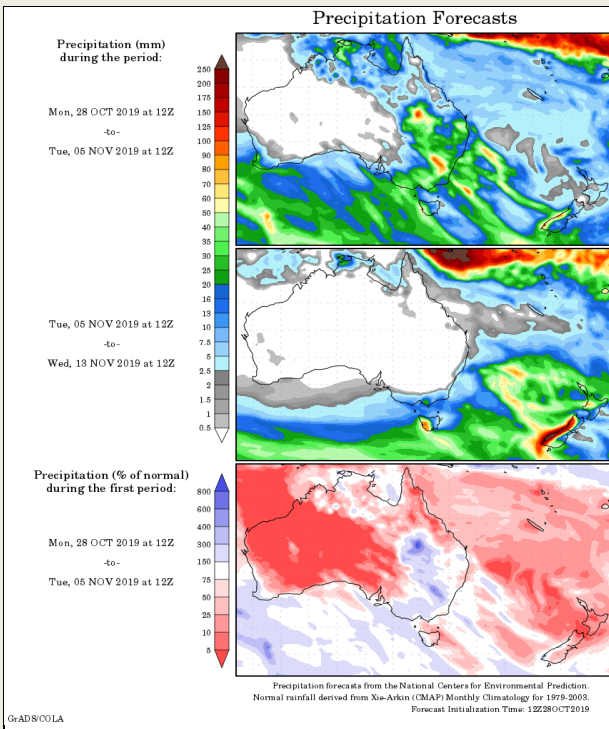 Precipitation Forecasts
Precipitation (mm)
during the period:
Mon, 28 OCT 2019 at 12Z
-to-
Tue, 05 NOV 2019 at 12Z
250
200
175
150
125
100
90
80
70
60
50
40
35
30
25
20
16
13
10
7.5
5
2.5
2
1.5
1
0.5
Tue, 05 NOV 2019 at 12Z
-to-
Wed, 13 NOV 2019 at 12Z
Precipitation (% of normal)
during the first period:
Mon, 28 OCT 2019 at 12Z
-to-
Tue, 05 NOV 2019 at 12Z
800
600
400
300
150
75
50
25
10
5
Precipitation forecasts from the National Centers for Environmental Prediction.
Normal rainfall derived from Xie-Arkin (CMAP) Monthly Climatology for 1979-2003.
Forecast Initialization Time: 12Z28OCT2019
GrADS/COLA